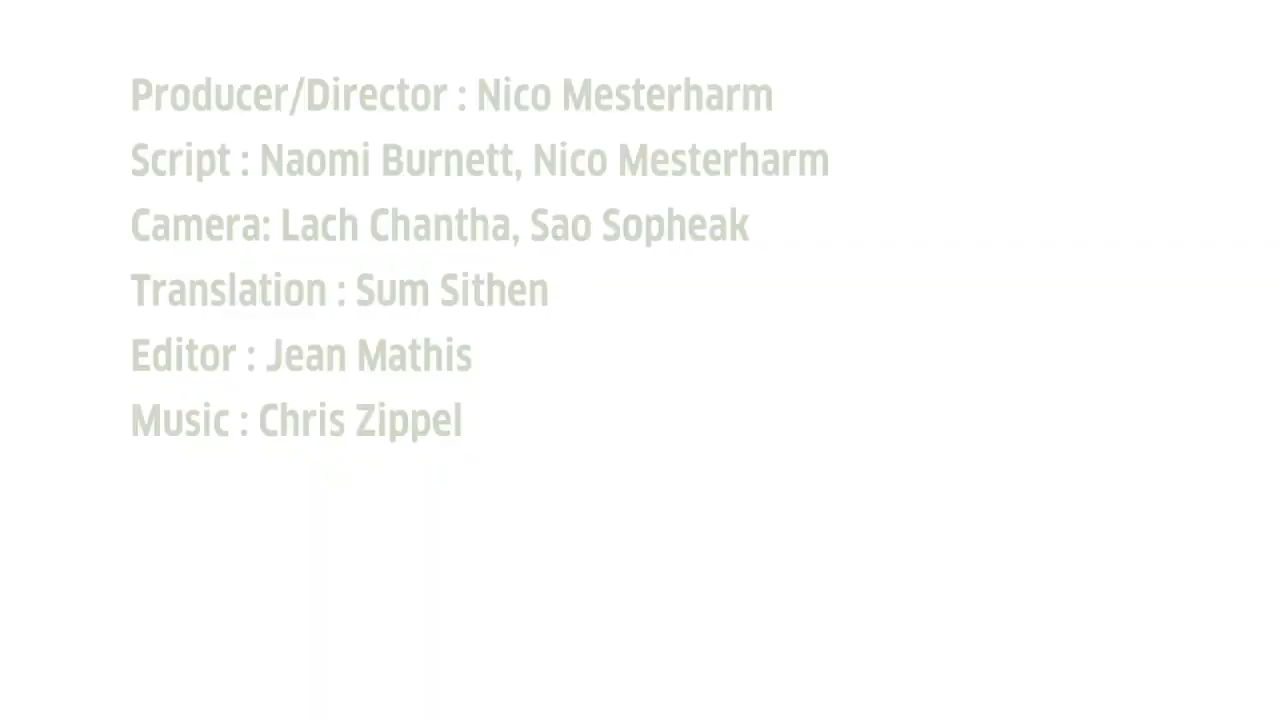 Producer/Director : Nico Mesterharm
Script : Naomi Burnett, Nico Mesterharm
Camera: Lach Chantha, Sao Sopheak
Translation : Sum Sithen
Editor : Jean Mathis
Music : Chris Zippel